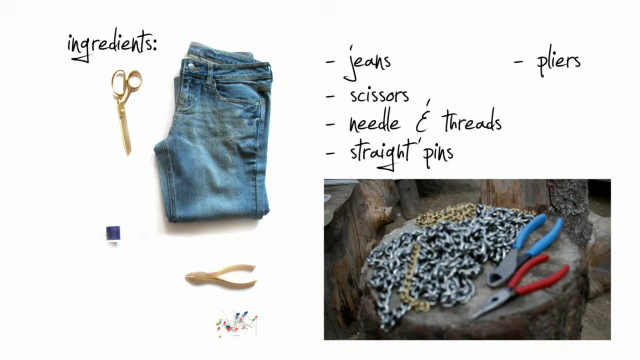 ingredients:
- jeans
- scissors
- needle & threads
- straight pins
- pliers